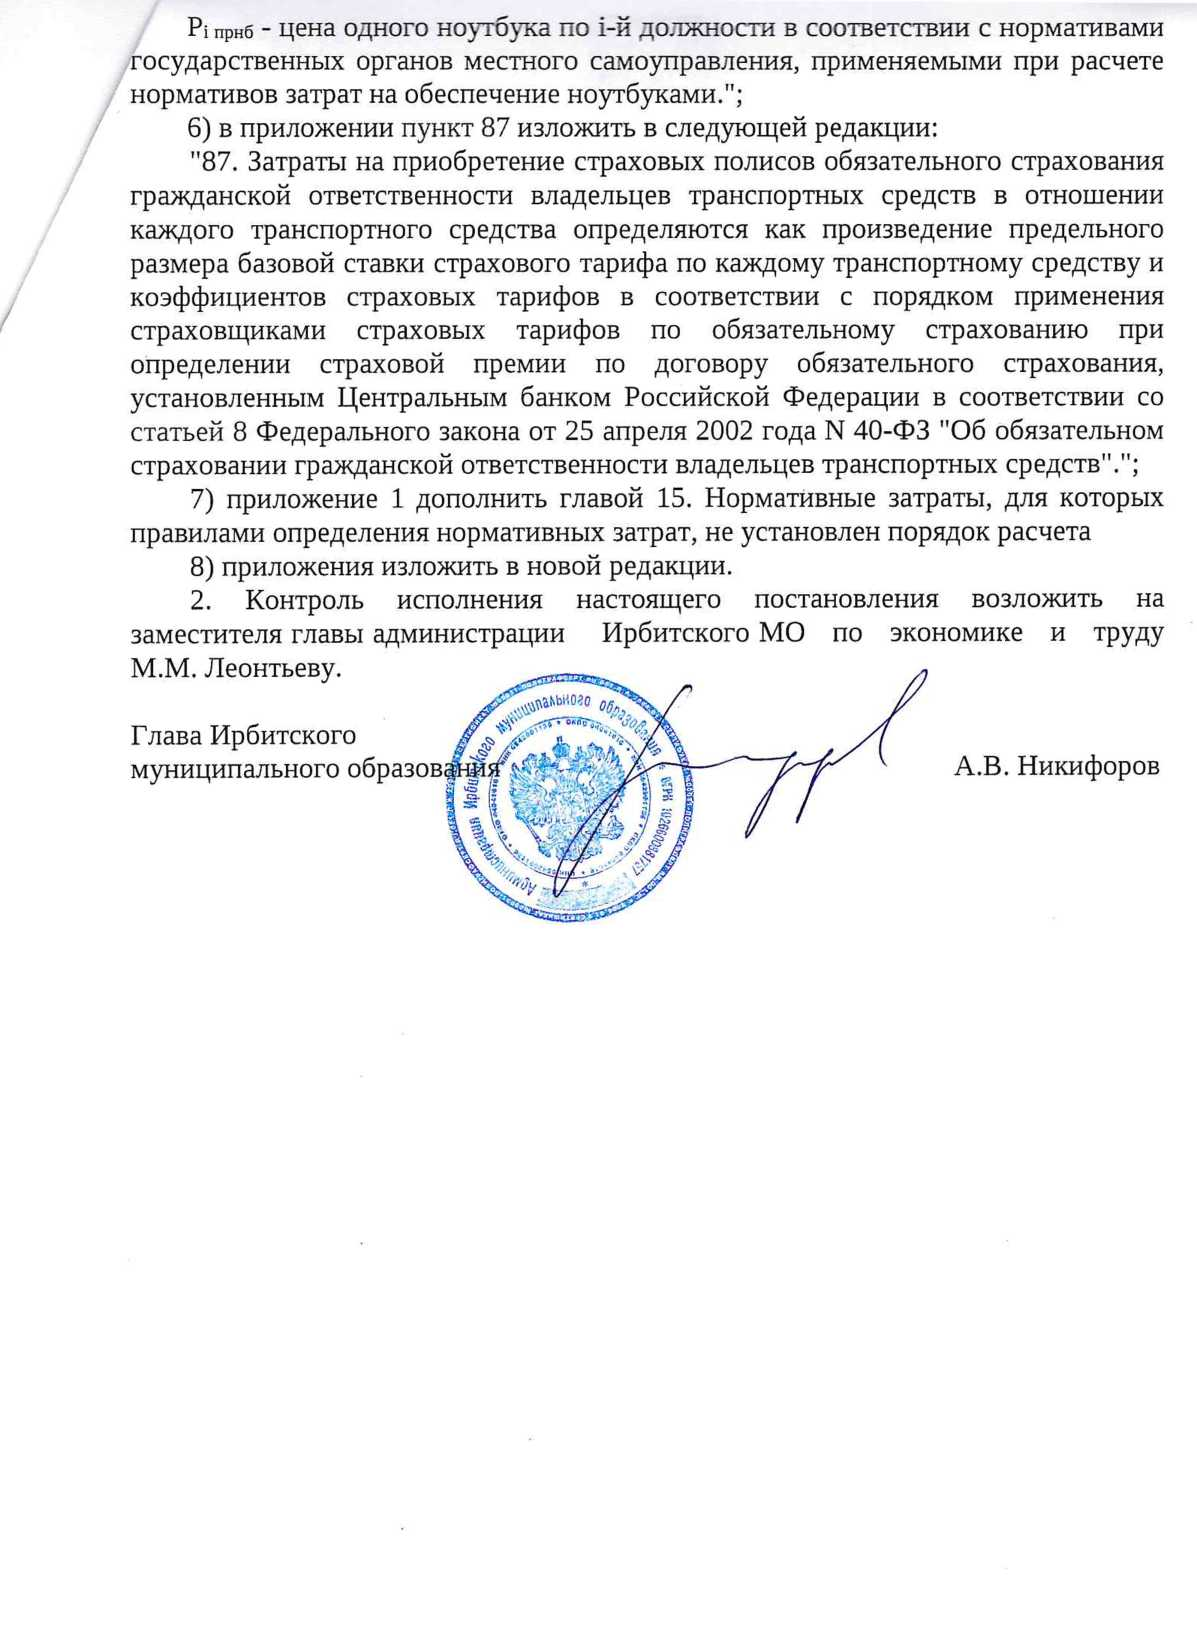 Pi прнб - цена одного ноутбука по i-й должности в соответствии с нормативами
государственных органов местного самоуправления, применяемыми при расчете
нормативов затрат на обеспечение ноутбуками.";
6) в приложении пункт 87 изложить в следующей редакции:
"87. Затраты на приобретение страховых полисов обязательного страхования
гражданской ответственности владельцев транспортных средств в отношении
каждого транспортного средства определяются как произведение предельного
размера базовой ставки страхового тарифа по каждому транспортному средству и
коэффициентов страховых тарифов в соответствии с порядком применения
страховщиками страховых тарифов по обязательному страхованию при
определении страховой премии по договору обязательного страхования,
установленным Центральным банком Российской Федерации в соответствии со
статьей 8 Федерального закона от 25 апреля 2002 года N 40-ФЗ "Об обязательном
страховании гражданской ответственности владельцев транспортных средств".";
7) приложение 1 дополнить главой 15. Нормативные затраты, для которых
правилами определения нормативных затрат, не установлен порядок расчета
8) приложения изложить в новой редакции.
2. Контроль исполнения настоящего постановления возложить на
заместителя главы администрации Ирбитского МО по экономике и труду
М.М. Леонтьеву.
Глава Ирбитского
муниципального образования
А.В. Никифоров
Администрация Ирбитского муниципального образования * ОГРН